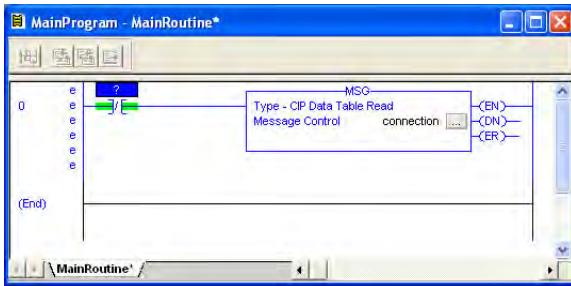 MainProgram - MainRoutine*
e
?
MSG
0
e
Type - CIP Data Table Read
(EN)
e
Message Control
connection
...
(DN)
e
(ER)
e
e
(End)
MainRoutine*